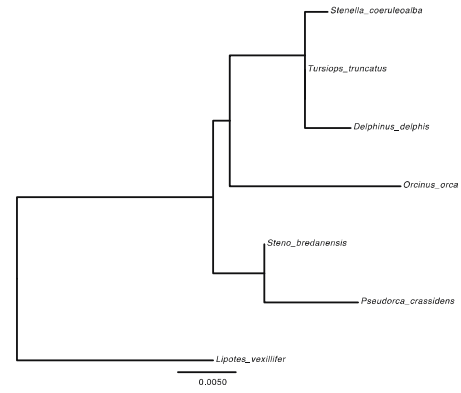 Stenella_coeruleoalba
Tursiops_truncatus
Delphinus_delphis
Orcinus_orca
Steno_bredanensis
Pseudorca_crassidens
Lipotes_vexillifer
0.0050